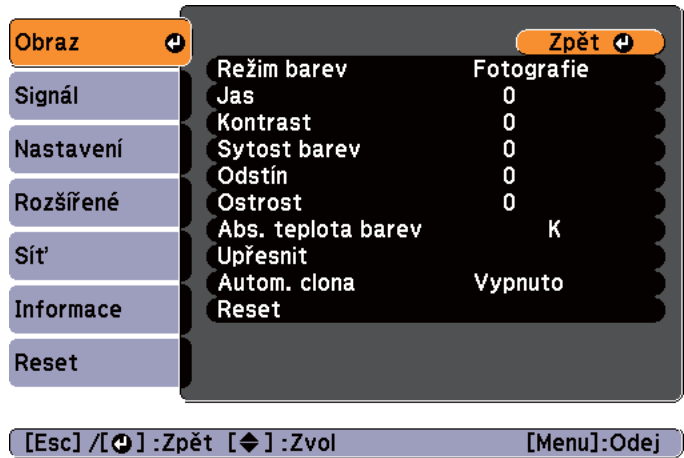 Obraz
Signál
Nastavení
Rozšířené
Síť
Informace
Reset
Zpět
Režim barev Fotografie
Jas 0
Kontrast 0
Sytost barev 0
Odstín 0
Ostrost 0
Abs. teplota barev K
Upřesnit
Autom. clona Vypnuto
Reset
[Esc] /[ ] :Zpět [ ] :Zvol [Menu]:Odej